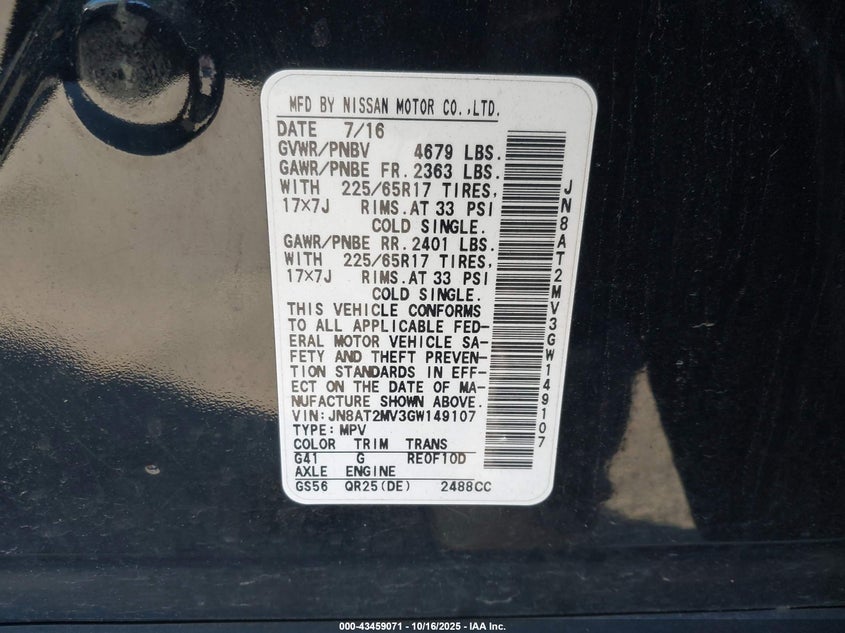 MFD BY NISSAN MOTOR CO.,LTD.
DATE 7/16
GVWR/PNBV 4679 LBS.
GAWR/PNBE FR. 2363 LBS.
WITH 225/65R17 TIRES,
17×7J RIMS.AT 33 PSI
COLD SINGLE.
GAWR/PNBE RR. 2401 LBS.
WITH 225/65R17 TIRES,
17×7J RIMS.AT 33 PSI
COLD SINGLE.
THIS VEHICLE CONFORMS
TO ALL APPLICABLE FED-
ERAL MOTOR VEHICLE SA-
FETY AND THEFT PREVEN-
TION STANDARDS IN EFF-
ECT ON THE DATE OF MA-
NUFACTURE SHOWN ABOVE.
VIN:JN8AT2MV3GW149107
TYPE:MPV
COLOR TRIM TRANS
G41 G RE0F10D
AXLE ENGINE
GS56 QR25(DE) 2488CC
JN8AT2MV3GW149107
000-43459071 - 10/16/2025 - IAA Inc.